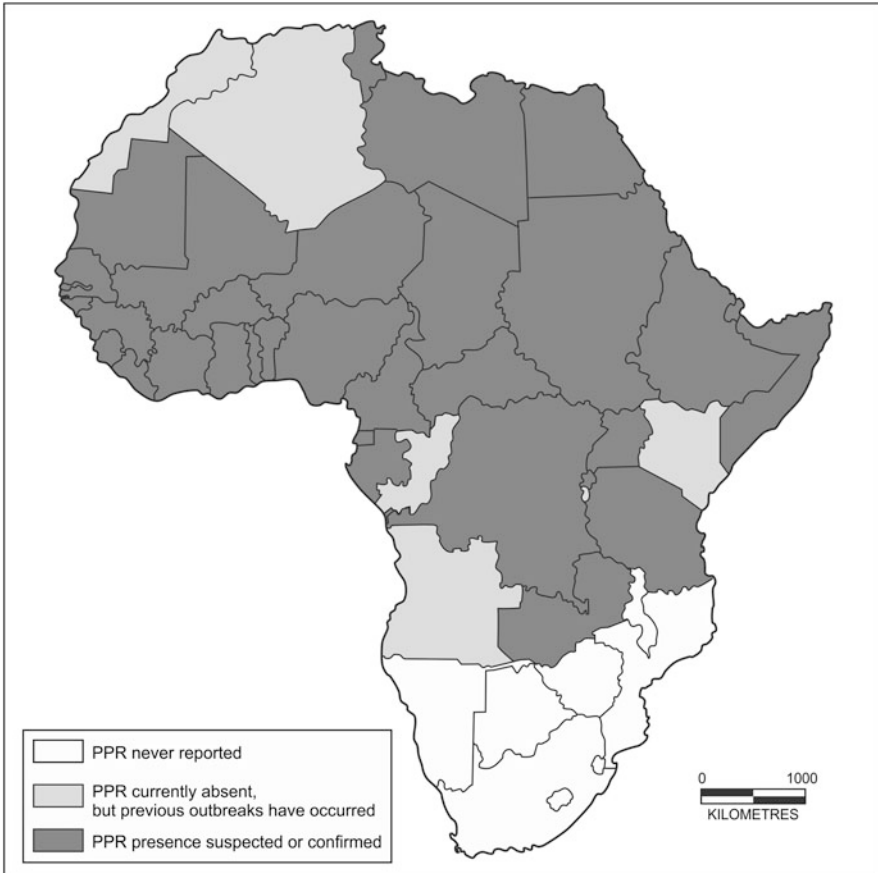 PPR never reported
PPR currently absent,
but previous outbreaks have occurred
PPR presence suspected or confirmed
0 1000
KILOMETRES